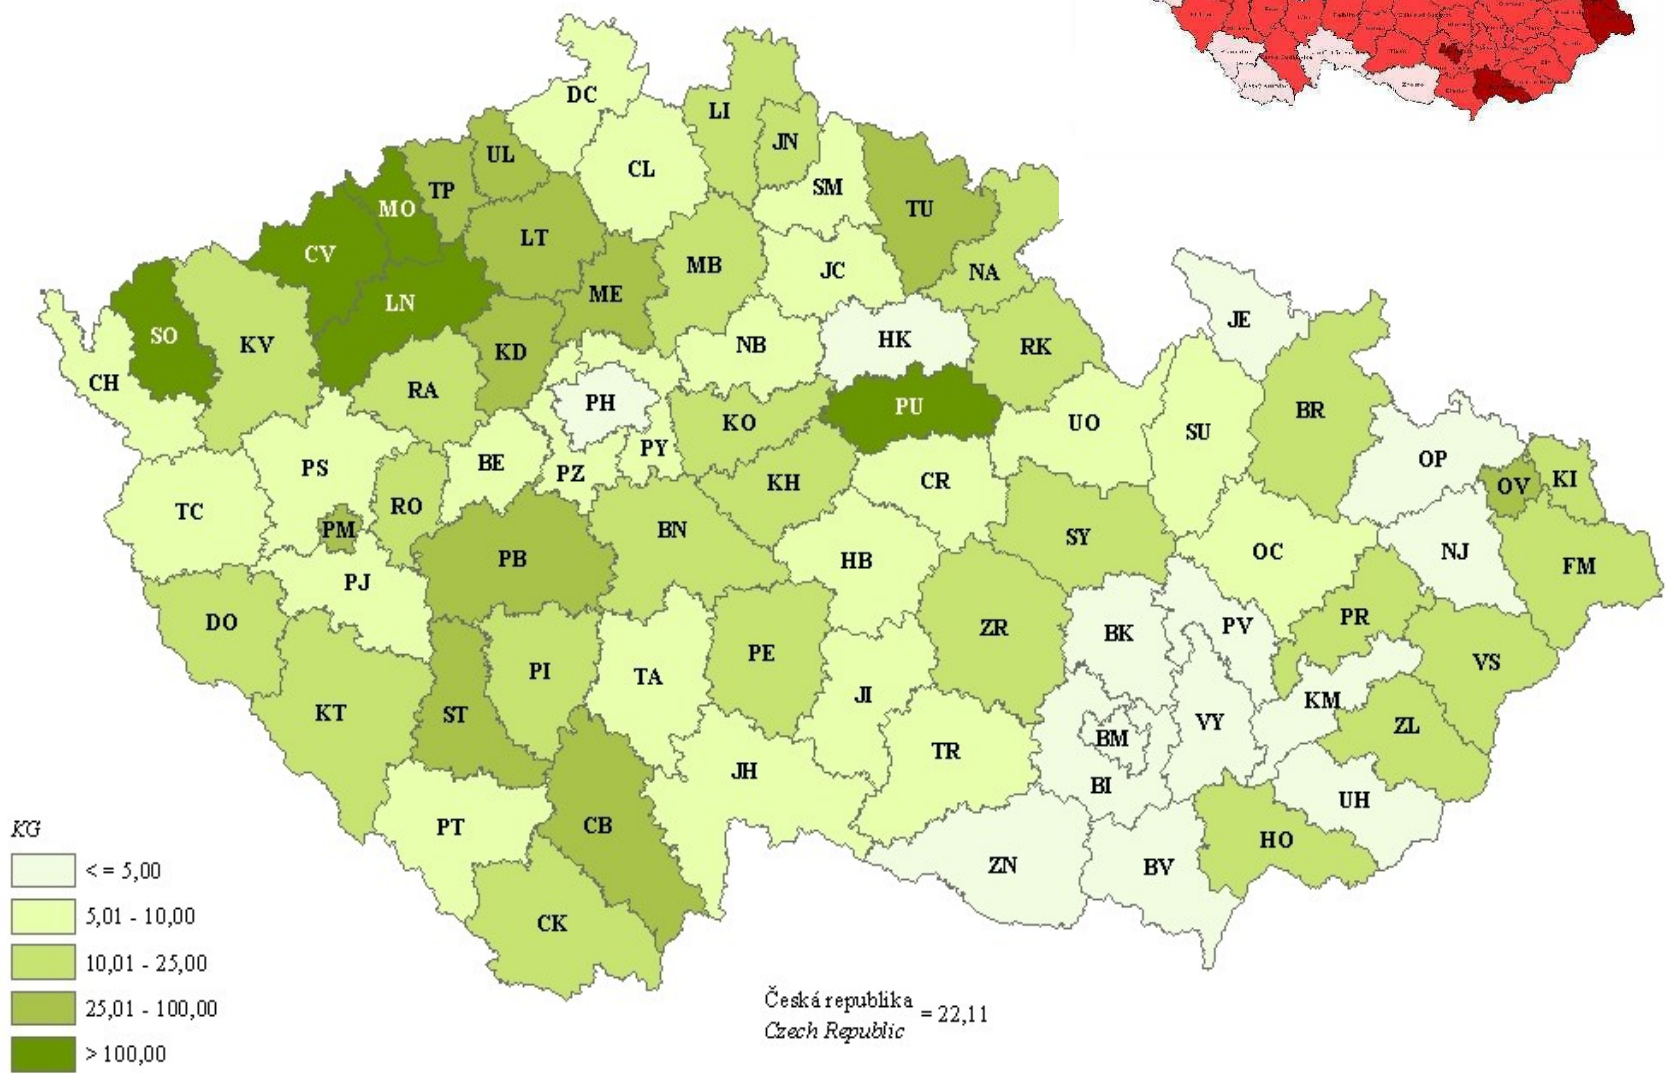 DC
LI
JN
UL
CL
SM
TP
MO
TU
LT
CV
MB
JC
NA
ME
LN
JE
SO
KV
KD
NB
HK
RK
CH
RA
PH
PU
BR
KO
UO
SU
PY
BE
PZ
PS
OP
CR
KH
OV
KI
RO
TC
PM
BN
SY
OC
NJ
PB
HB
FM
PJ
DO
PR
ZR
BK
PV
PE
VS
PI
TA
JI
KM
KT
ST
VY
ZL
BM
TR
JH
BI
UH
PT
CB
HO
ZN
BV
CK
KG
< = 5,00
5,01 - 10,00
10,01 - 25,00
25,01 - 100,00
> 100,00
Česká republika
= 22,11
Czech Republic